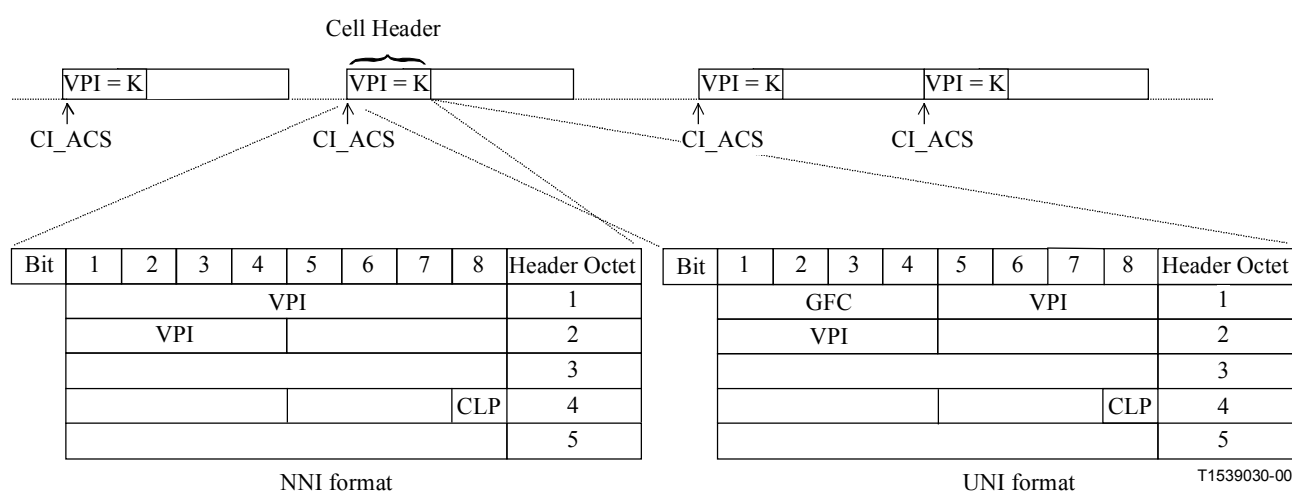 Cell Header
VPI = K VPI = K VPI = K VPI = K
CI_ACS CI_ACS CI_ACS CI_ACS
Bit 1 2 3 4 5 6 7 8 Header Octet
VPI 1
VPI 2
3
CLP 4
5
NNI format
Bit 1 2 3 4 5 6 7 8 Header Octet
GFC VPI 1
VPI 2
3
CLP 4
5
UNI format
T1539030-00